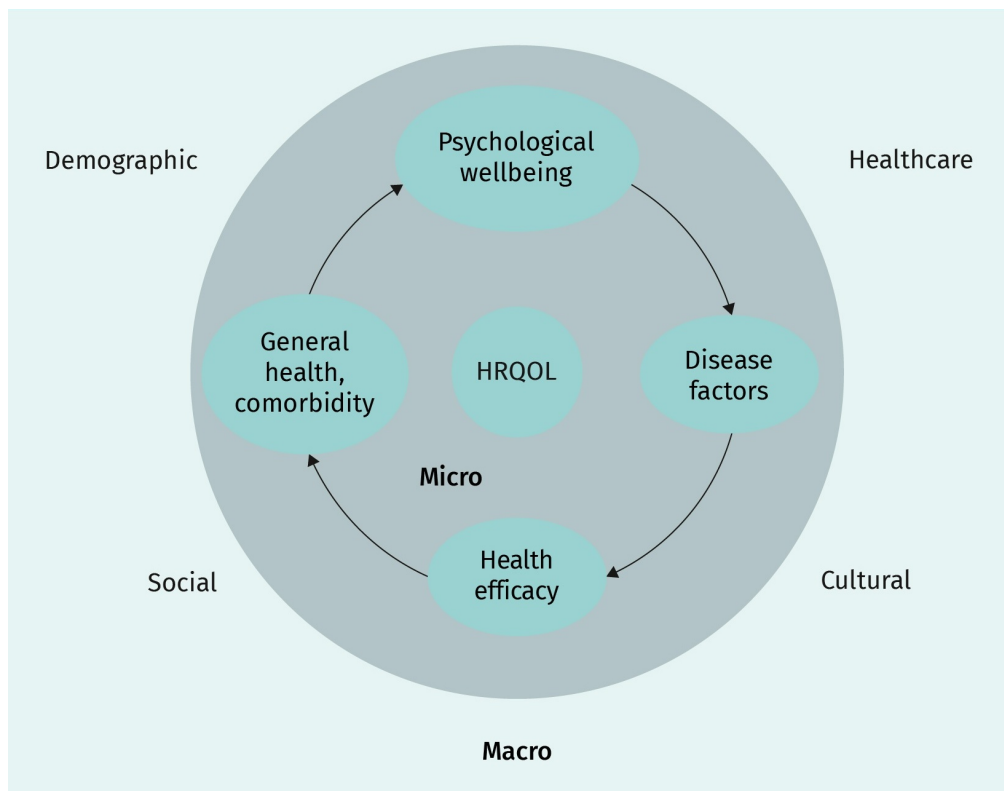 Psychological
wellbeing
Demographic
Healthcare
General
health,
comorbidity
HRQOL
Disease
factors
Micro
Health
efficacy
Social
Cultural
Macro